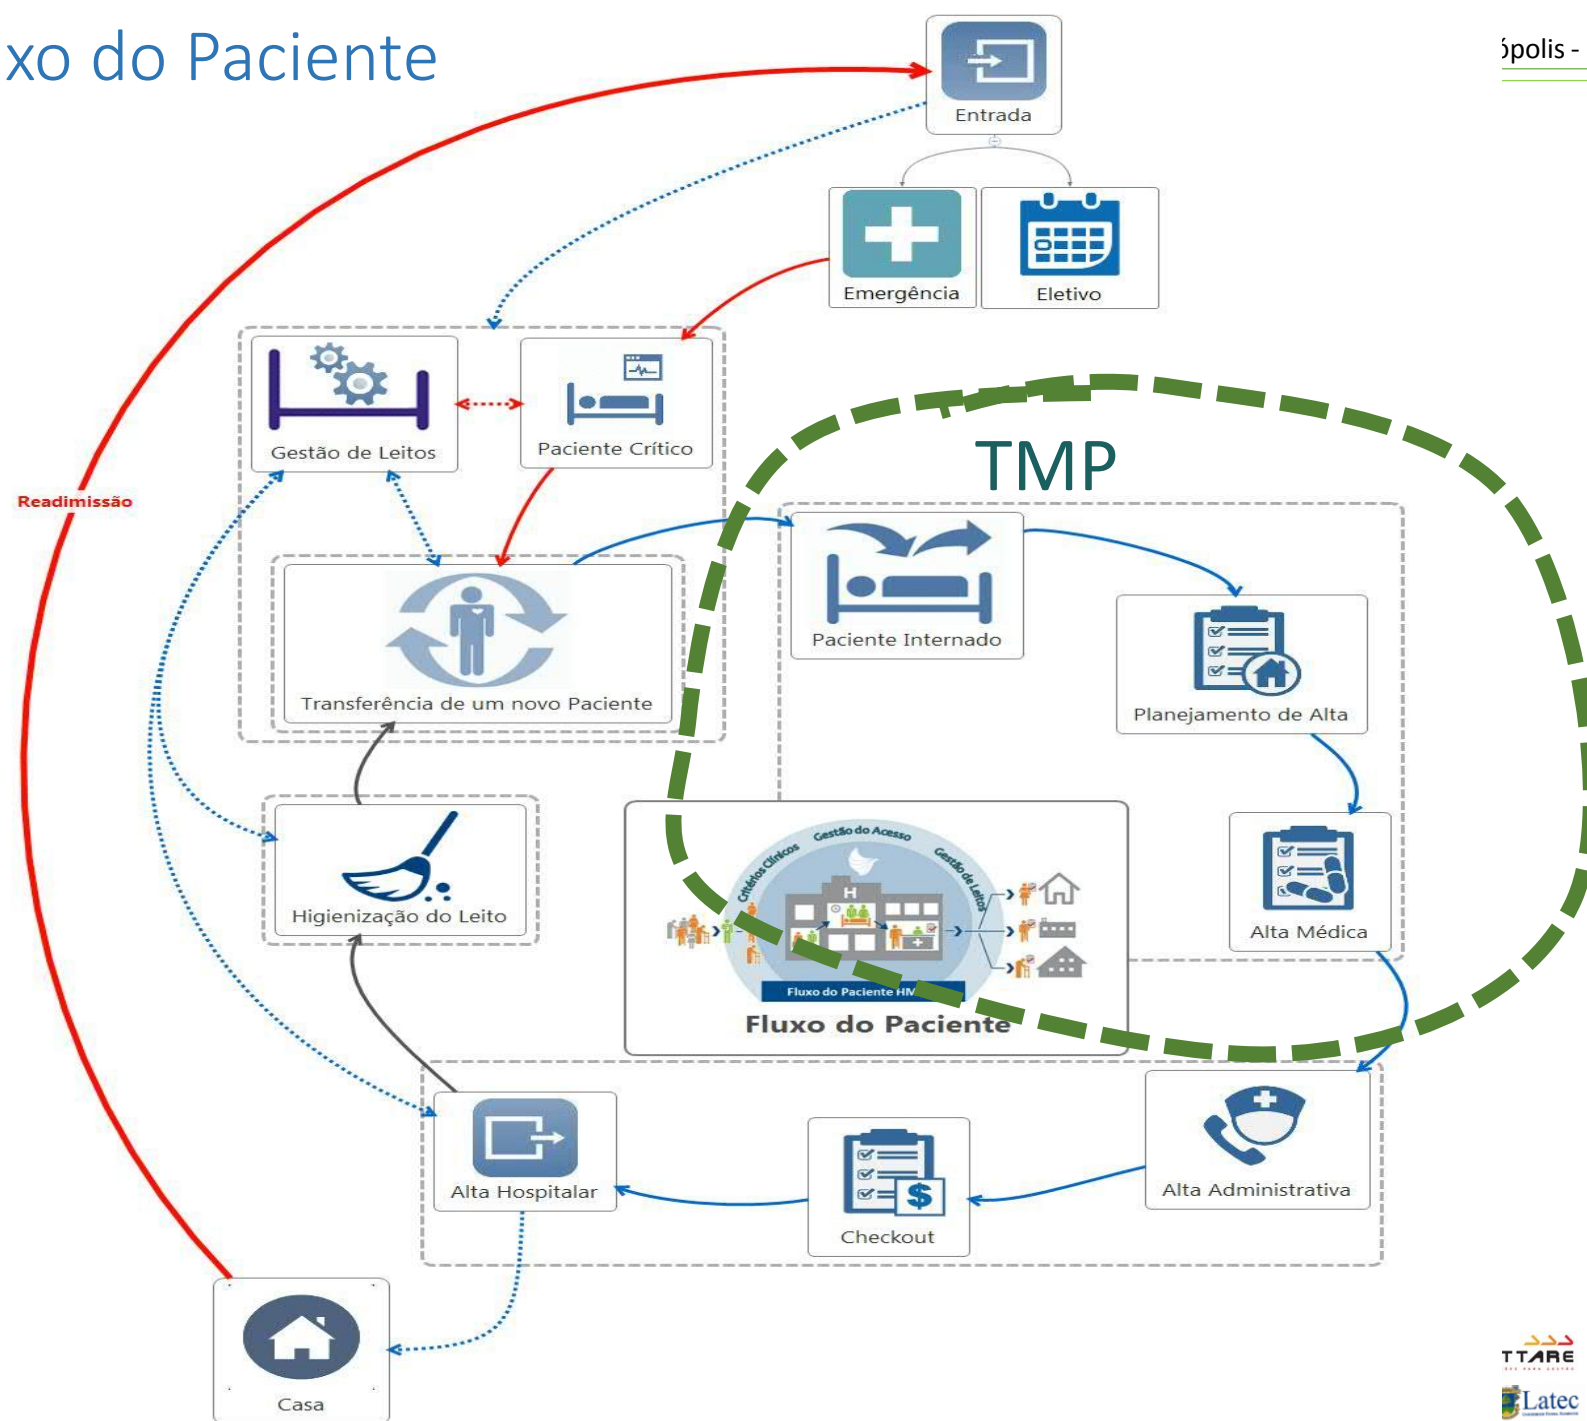 xo do Paciente
ópolis -
Entrada
Emergência
Eletivo
Gestão de Leitos
Paciente Crítico
TMP
Readimissão
Paciente Internado
Transferência de um novo Paciente
Planejamento de Alta
Critérios Clínicos
Gestão do Acesso
Gestão de Leitos
H
Higienização do Leito
Alta Médica
Fluxo do Paciente HM
Fluxo do Paciente
Alta Hospitalar
$
Checkout
Alta Administrativa
Casa
TTARE
Latec